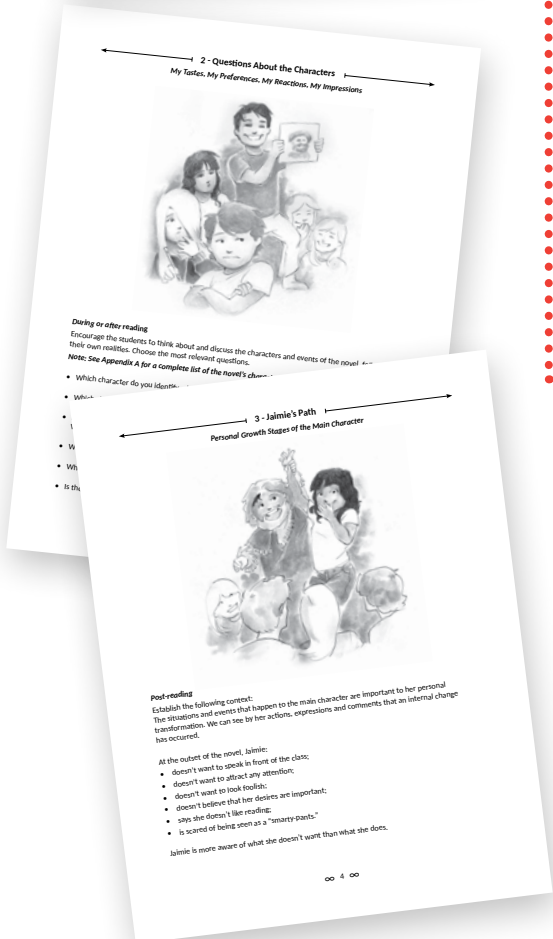 2 - Questions About the Characters
My Tastes, My Preferences, My Reactions, My Impressions
During or after reading
Encourage the students to think about and discuss the characters and events of the novel
their own realities. Choose the most relevant questions.
Note: See Appendix A for a complete list of the novel's
• Which character do you
•
•
•
•
• Is
3 - Jaimie's Path
Personal Growth Stages of the Main Character
Post-reading
Establish the following context:
The situations and events that happen to the main character are important to her personal
transformation. We can see by her actions, expressions and comments that an internal change
has occurred.
At the outset of the novel, Jaimie:
• doesn't want to speak in front of the class;
• doesn't want to attract any attention;
• doesn't want to look foolish;
• doesn't believe that her desires are important;
• says she doesn't like reading;
• is scared of being seen as a "smarty-pants."
Jaimie is more aware of what she doesn't want than what she does.
4